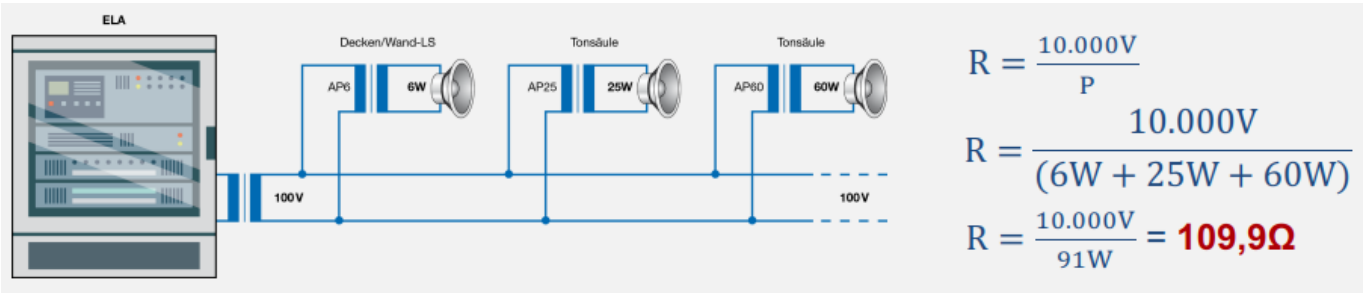 ELA
Decken/Wand-LS
Tonsäule
Tonsäule
AP6
6W
AP25
25W
AP60
60W
100V
100V
R = 10.000V / P
R = 10.000V / (6W + 25W + 60W)
R = 10.000V / 91W = 109,9Ω